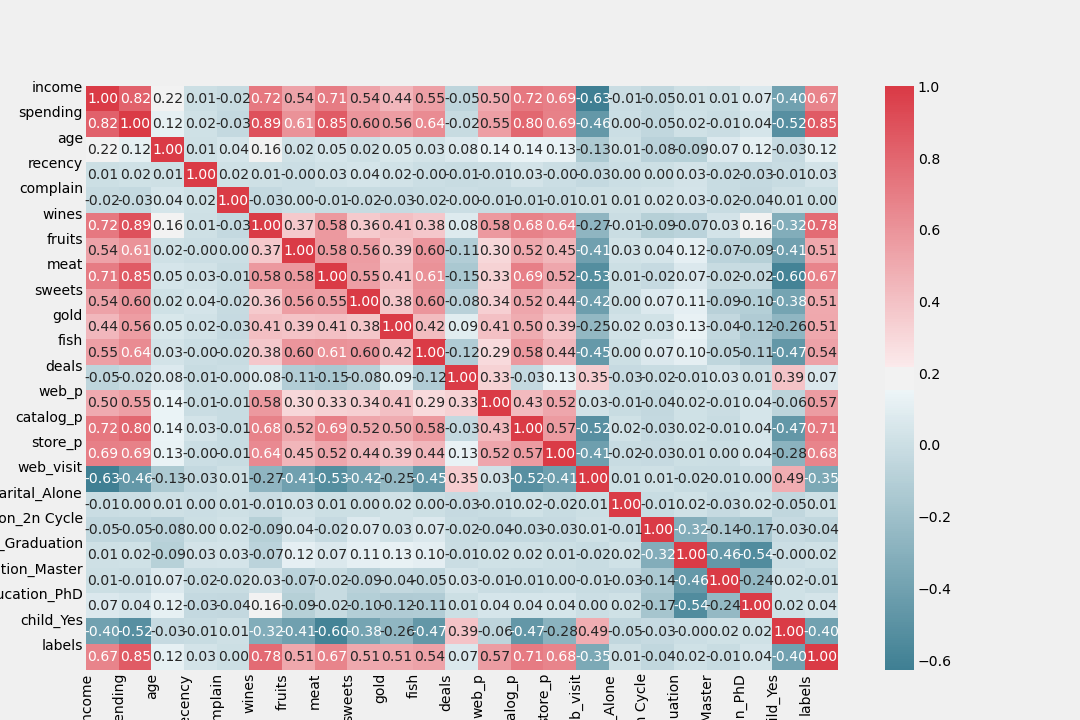 income 1.00 0.82 0.22 0.01 -0.02 0.72 0.54 0.71 0.54 0.44 0.55 -0.05 0.50 0.72 0.69 -0.63 -0.01 -0.05 0.01 0.01 0.07 -0.40 0.67
spending 0.82 1.00 0.12 0.02 -0.03 0.89 0.61 0.85 0.60 0.56 0.64 -0.02 0.55 0.80 0.69 -0.46 0.00 -0.05 0.02 -0.01 0.04 -0.52 0.85
age 0.22 0.12 1.00 0.01 0.04 0.16 0.02 0.05 0.02 0.05 0.03 0.08 0.14 0.14 0.13 -0.13 0.01 -0.08 -0.09 0.07 0.12 -0.03 0.12
recency 0.01 0.02 0.01 1.00 0.02 0.01 -0.00 0.03 0.04 0.02 -0.00 -0.01 -0.01 0.03 -0.00 -0.03 0.00 0.00 0.03 -0.02 -0.03 -0.01 0.03
complain -0.02 -0.03 0.04 0.02 1.00 -0.03 -0.00 -0.01 -0.02 -0.03 -0.02 -0.00 -0.01 -0.01 -0.01 0.01 0.01 0.02 0.03 -0.02 -0.04 0.01 0.00
wines 0.72 0.89 0.16 0.01 -0.03 1.00 0.37 0.58 0.36 0.41 0.38 0.08 0.58 0.68 0.64 -0.27 -0.01 -0.09 -0.07 0.03 0.16 -0.32 0.78
fruits 0.54 0.61 0.02 -0.00 -0.00 0.37 1.00 0.58 0.56 0.39 0.60 -0.11 0.30 0.52 0.45 -0.41 0.03 0.04 0.12 -0.07 -0.09 -0.41 0.51
meat 0.71 0.85 0.05 0.03 -0.01 0.58 0.58 1.00 0.55 0.41 0.61 -0.15 0.33 0.69 0.52 -0.53 0.01 -0.02 0.07 -0.02 -0.02 -0.60 0.67
sweets 0.54 0.60 0.02 0.04 -0.02 0.36 0.56 0.55 1.00 0.38 0.60 -0.08 0.34 0.52 0.44 -0.42 0.00 0.07 0.11 -0.09 -0.10 -0.38 0.51
gold 0.44 0.56 0.05 0.02 -0.03 0.41 0.39 0.41 0.38 1.00 0.42 0.09 0.41 0.50 0.39 -0.25 0.02 0.03 0.13 -0.04 -0.12 -0.26 0.51
fish 0.55 0.64 0.03 -0.00 -0.02 0.38 0.60 0.61 0.60 0.42 1.00 -0.12 0.29 0.58 0.44 -0.45 0.00 0.07 0.10 -0.05 -0.11 -0.47 0.54
deals -0.05 -0.02 0.08 -0.01 -0.00 0.08 -0.11 -0.15 -0.08 0.09 -0.12 1.00 0.33 -0.03 0.13 0.35 -0.03 -0.02 -0.01 0.03 0.01 0.39 0.07
web_p 0.50 0.55 0.14 -0.01 -0.01 0.58 0.30 0.33 0.34 0.41 0.29 0.33 1.00 0.43 0.52 0.03 -0.01 -0.04 0.02 -0.01 0.04 -0.06 0.57
catalog_p 0.72 0.80 0.14 0.03 -0.01 0.68 0.52 0.69 0.52 0.50 0.58 -0.03 0.43 1.00 0.57 -0.52 0.02 -0.03 0.02 -0.01 0.04 -0.47 0.71
store_p 0.69 0.69 0.13 -0.00 -0.01 0.64 0.45 0.52 0.44 0.39 0.44 0.13 0.52 0.57 1.00 -0.41 -0.02 -0.03 0.01 0.00 0.04 -0.28 0.68
web_visit -0.63 -0.46 -0.13 -0.03 0.01 -0.27 -0.41 -0.53 -0.42 -0.25 -0.45 0.35 0.03 -0.52 -0.41 1.00 0.01 0.01 -0.02 -0.01 0.00 0.49 -0.35
arital_Alone -0.01 0.00 0.01 0.00 0.01 -0.01 0.03 0.01 0.00 0.02 0.00 -0.03 -0.01 0.02 -0.02 0.01 1.00 -0.01 0.02 -0.03 0.02 -0.05 0.01
on_2n Cycle -0.05 -0.05 -0.08 0.00 0.02 -0.09 0.04 -0.02 0.07 0.03 0.07 -0.02 -0.04 -0.03 -0.03 0.01 -0.01 1.00 -0.32 -0.14 -0.17 -0.03 -0.04
_Graduation 0.01 0.02 -0.09 0.03 0.03 -0.07 0.12 0.07 0.11 0.13 0.10 -0.01 0.02 0.02 0.01 -0.02 0.02 -0.32 1.00 -0.46 -0.54 -0.00 0.02
tion_Master 0.01 -0.01 0.07 -0.02 -0.02 0.03 -0.07 -0.02 -0.09 -0.04 -0.05 0.03 -0.01 -0.01 0.00 -0.01 -0.03 -0.14 -0.46 1.00 -0.24 0.02 -0.01
ucation_PhD 0.07 0.04 0.12 -0.03 -0.04 0.16 -0.09 -0.02 -0.10 -0.12 -0.11 0.01 0.04 0.04 0.04 0.00 0.02 -0.17 -0.54 -0.24 1.00 0.02 0.04
child_Yes -0.40 -0.52 -0.03 -0.01 0.01 -0.32 -0.41 -0.60 -0.38 -0.26 -0.47 0.39 -0.06 -0.47 -0.28 0.49 -0.05 -0.03 -0.00 0.02 0.02 1.00 -0.40
labels 0.67 0.85 0.12 0.03 0.00 0.78 0.51 0.67 0.51 0.51 0.54 0.07 0.57 0.71 0.68 -0.35 0.01 -0.04 0.02 -0.01 0.04 -0.40 1.00
ncome ending age ecency mplain wines fruits meat sweets gold fish deals web_p alog_p tore_p b_visit _Alone n Cycle uation Master n_PhD ild_Yes labels
1.0
0.8
0.6
0.4
0.2
0.0
−0.2
−0.4
−0.6